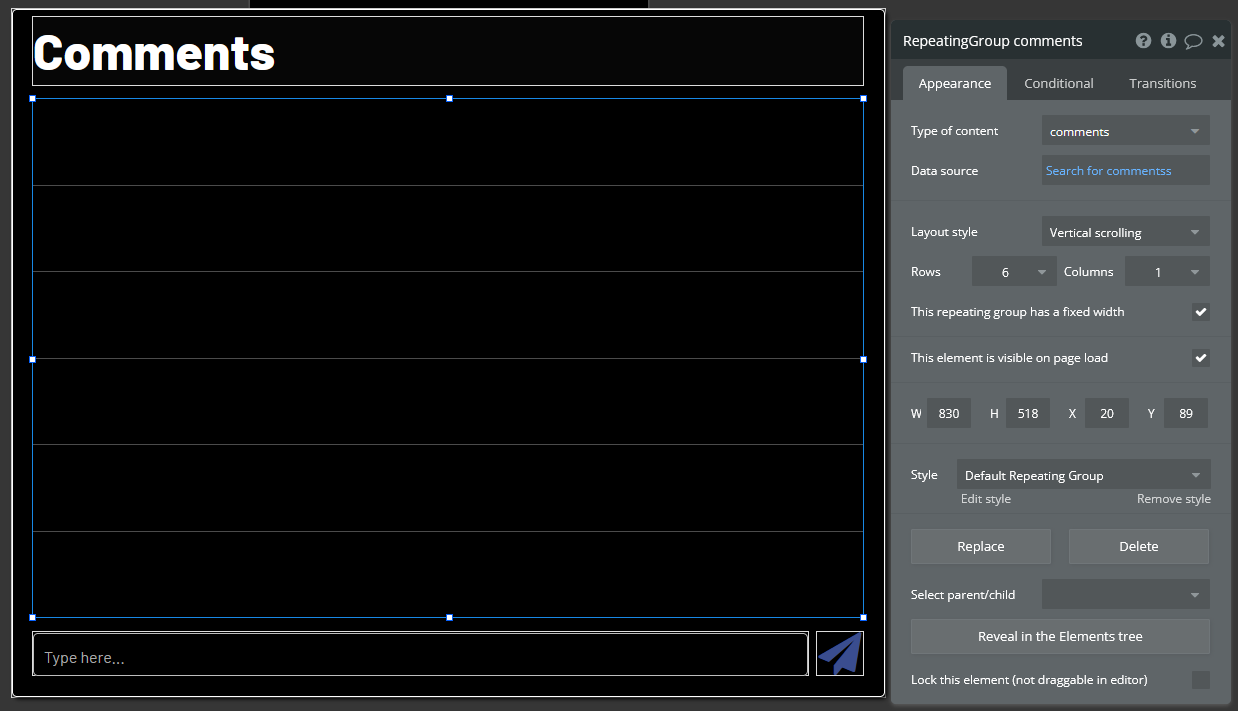 Comments
Type here...
RepeatingGroup comments
Appearance
Conditional
Transitions
Type of content
comments
Data source
Search for commentss
Layout style
Vertical scrolling
Rows
6
Columns
1
This repeating group has a fixed width
This element is visible on page load
W
830
H
518
X
20
Y
89
Style
Default Repeating Group
Edit style
Remove style
Replace
Delete
Select parent/child
Reveal in the Elements tree
Lock this element (not draggable in editor)